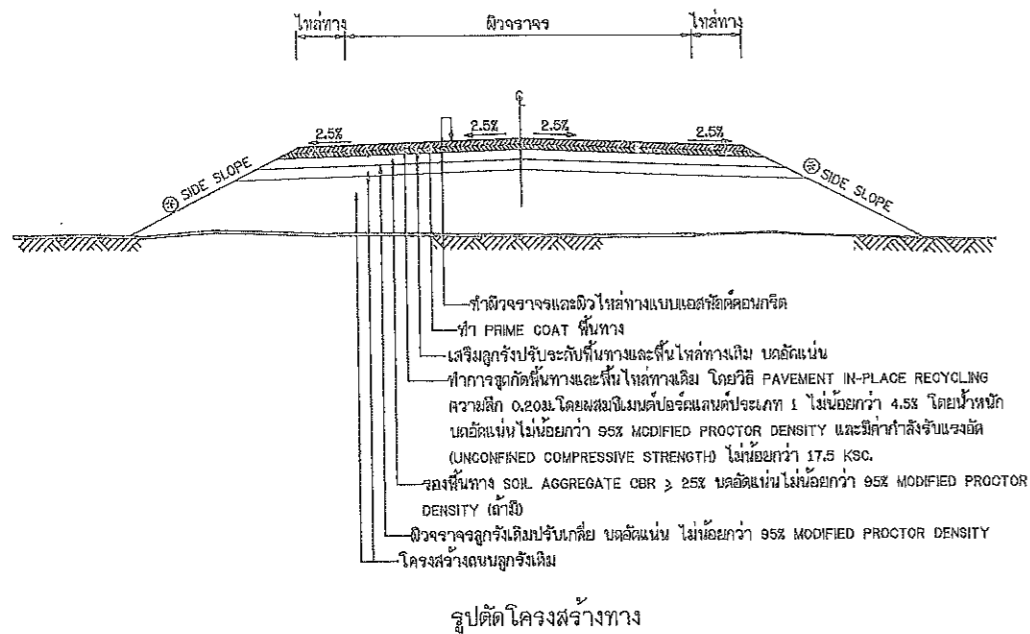 ไหล่ทาง ผิวจราจร ไหล่ทาง
℄
2.5% 2.5% 2.5% 2.5%
SIDE SLOPE SIDE SLOPE
ทำผิวจราจรและผิวไหล่ทางแบบแอสฟัลต์คอนกรีต
ทำ PRIME COAT พื้นทาง
เสริมลูกรังปรับระดับพื้นทางและพื้นไหล่ทางเดิม บดอัดแน่น
ทำการขุดกัดพื้นทางและพื้นไหล่ทางเดิม โดยวิธี PAVEMENT IN-PLACE RECYCLING
ความลึก 0.20ม.โดยผสมซีเมนต์ปอร์ตแลนด์ประเภท 1 ไม่น้อยกว่า 4.5% โดยน้ำหนัก
บดอัดแน่นไม่น้อยกว่า 95% MODIFIED PROCTOR DENSITY และมีค่ากำลังรับแรงอัด
(UNCONFINED COMPRESSIVE STRENGTH) ไม่น้อยกว่า 17.5 KSC.
รองพื้นทาง SOIL AGGREGATE CBR ≥ 25% บดอัดแน่นไม่น้อยกว่า 95% MODIFIED PROCTOR
DENSITY (ถ้ามี)
ผิวจราจรลูกรังเดิมปรับเกลี่ย บดอัดแน่น ไม่น้อยกว่า 95% MODIFIED PROCTOR DENSITY
โครงสร้างถนนลูกรังเดิม
รูปตัดโครงสร้างทาง